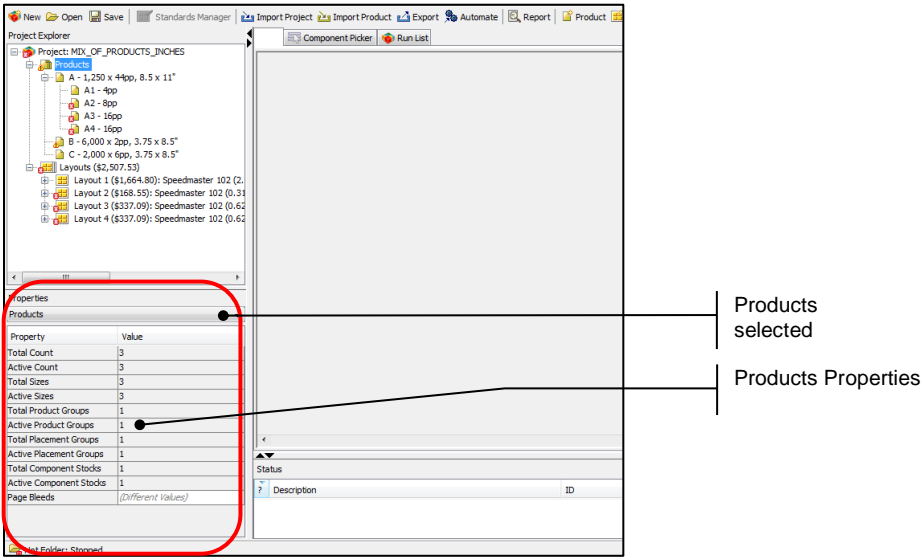 New Open Save Standards Manager Import Project Import Product Export Automate Report Product
Project Explorer
Component Picker Run List
Project: MIX_OF_PRODUCTS_INCHES
Products
A - 1,250 x 44pp, 8.5 x 11"
A1 - 4pp
A2 - 8pp
A3 - 16pp
A4 - 16pp
B - 6,000 x 2pp, 3.75 x 8.5"
C - 2,000 x 6pp, 3.75 x 8.5"
Layouts ($2,507.53)
Layout 1 ($1,664.80): Speedmaster 102 (2.
Layout 2 ($168.55): Speedmaster 102 (0.31
Layout 3 ($337.09): Speedmaster 102 (0.62
Layout 4 ($337.09): Speedmaster 102 (0.62
Properties
Products
Property Value
Total Count 3
Active Count 3
Total Sizes 3
Active Sizes 3
Total Product Groups 1
Active Product Groups 1
Total Placement Groups 1
Active Placement Groups 1
Total Component Stocks 1
Active Component Stocks 1
Page Bleeds (Different Values)
Status
? Description ID
Hot Folder: Stopped
Products
selected
Products Properties